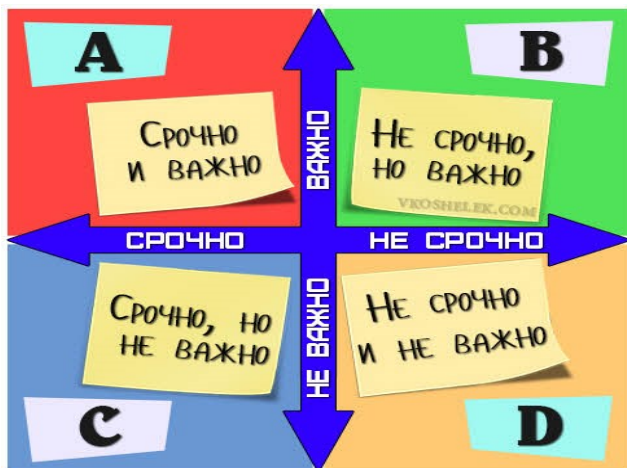 A
B
Срочно
и важно
Не срочно,
но важно
VKOSHELEK.COM
ВАЖНО
СРОЧНО
НЕ СРОЧНО
НЕ ВАЖНО
Срочно, но
не важно
Не срочно
и не важно
C
D